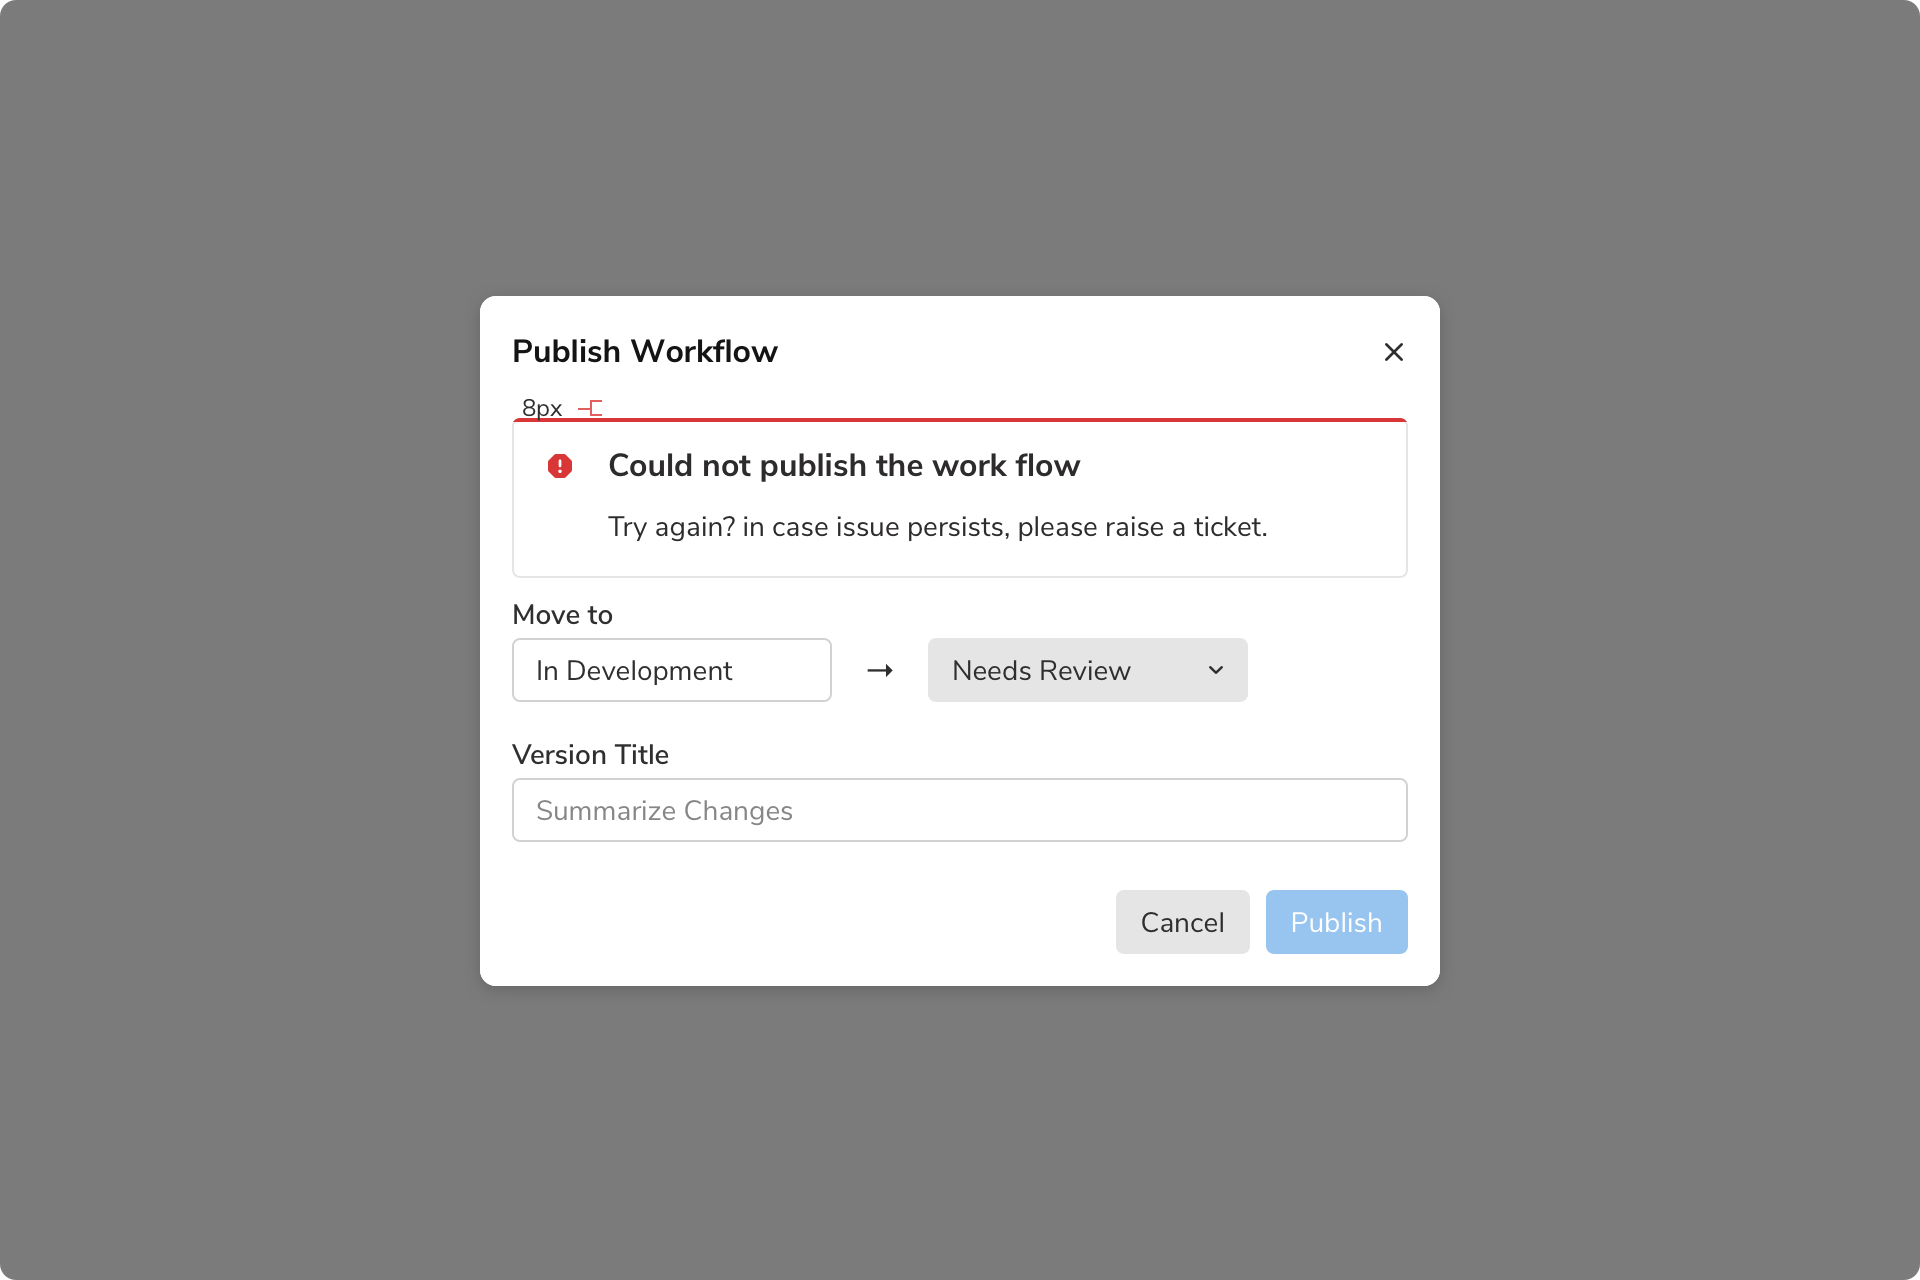 Publish Workflow
8px
Could not publish the work flow
Try again? in case issue persists, please raise a ticket.
Move to
In Development
Needs Review
Version Title
Summarize Changes
Cancel
Publish